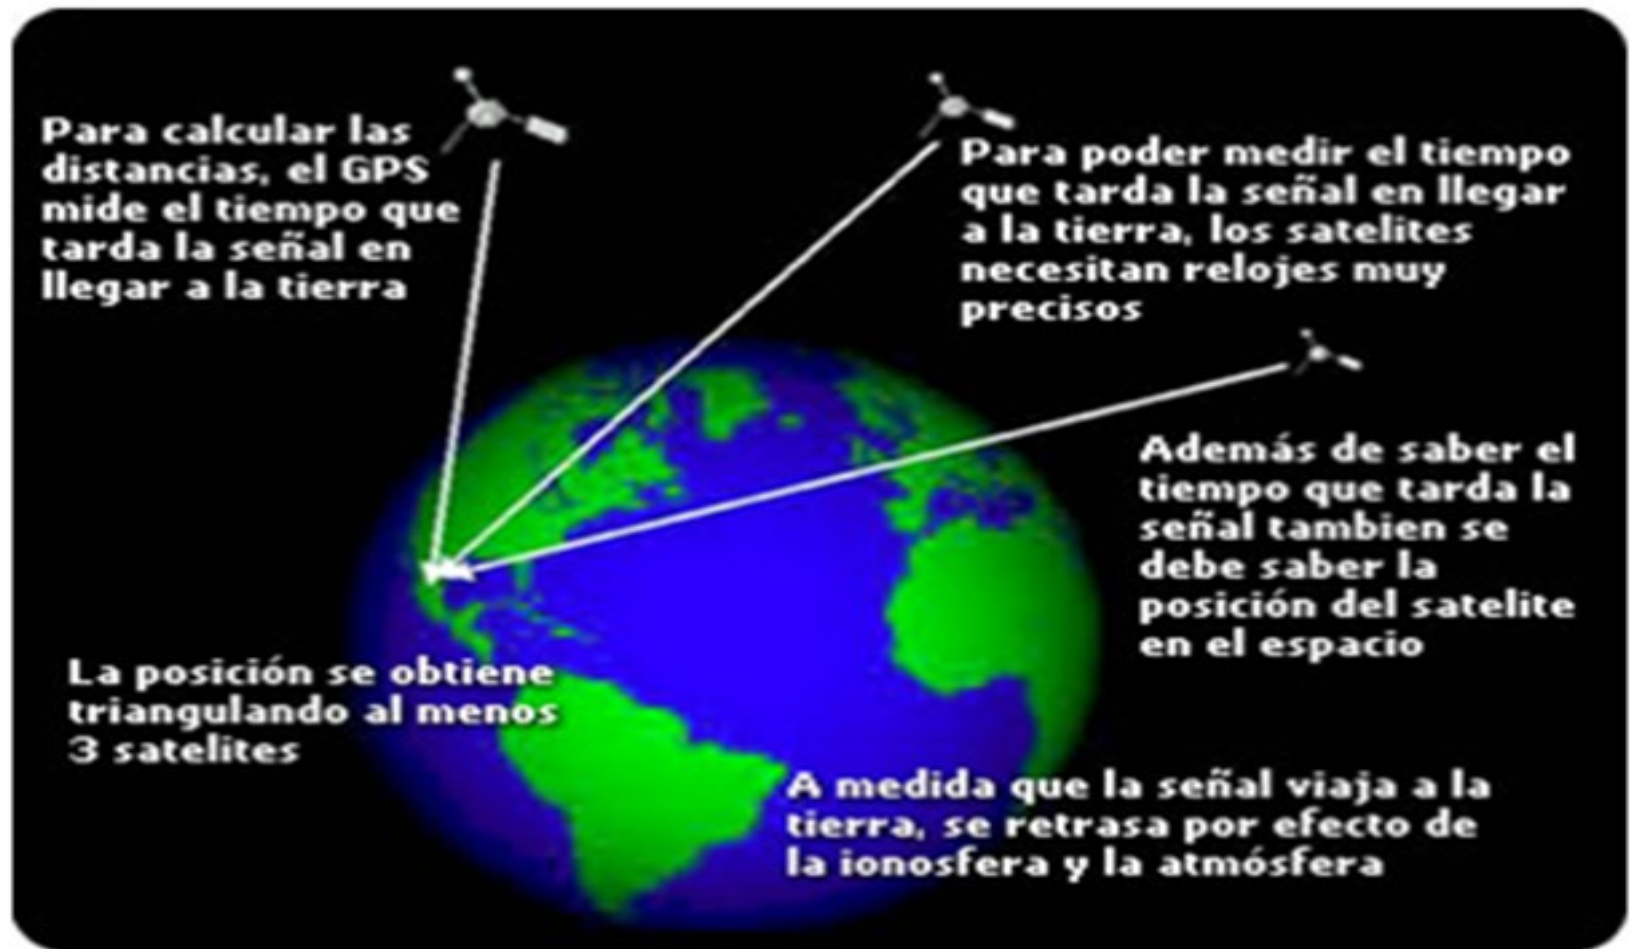 Para calcular las
distancias, el GPS
mide el tiempo que
tarda la señal en
llegar a la tierra
Para poder medir el tiempo
que tarda la señal en llegar
a la tierra, los satelites
necesitan relojes muy
precisos
Además de saber el
tiempo que tarda la
señal tambien se
debe saber la
posición del satelite
en el espacio
La posición se obtiene
triangulando al menos
3 satelites
A medida que la señal viaja a la
tierra, se retrasa por efecto de
la ionosfera y la atmósfera